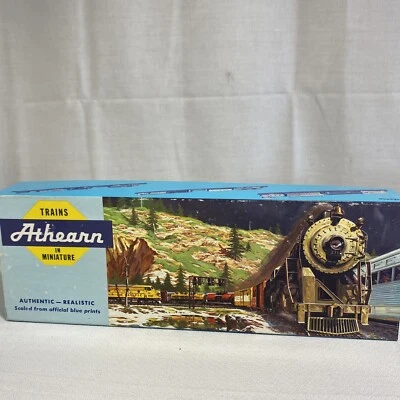 TRAINS
Athearn
IN
MINIATURE
AUTHENTIC — REALISTIC
Scaled from official blue prints